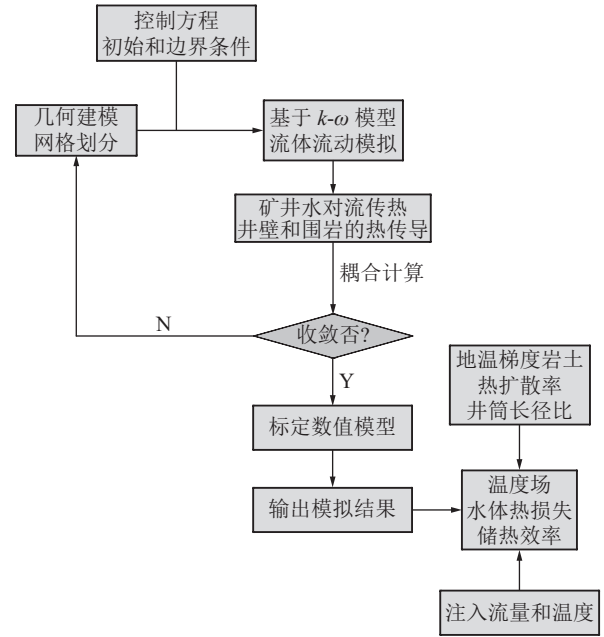 控制方程
初始和边界条件
几何建模
网格划分
基于 k-ω 模型
流体流动模拟
矿井水对流传热
井壁和围岩的热传导
耦合计算
N
收敛否?
Y
地温梯度岩土
热扩散率
井筒长径比
标定数值模型
输出模拟结果
温度场
水体热损失
储热效率
注入流量和温度